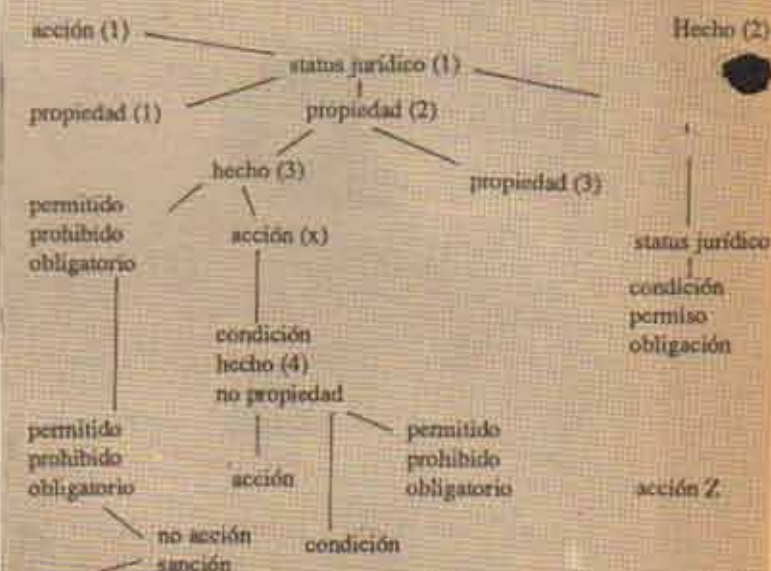 acción (1)
Hecho (2)
status jurídico (1)
propiedad (1)
propiedad (2)
hecho (3)
propiedad (3)
permitido
prohibido
obligatorio
acción (x)
status jurídico
condición
permiso
obligación
condición
hecho (4)
no propiedad
permitido
prohibido
obligatorio
acción
permitido
prohibido
obligatorio
acción Z
no acción
sanción
condición